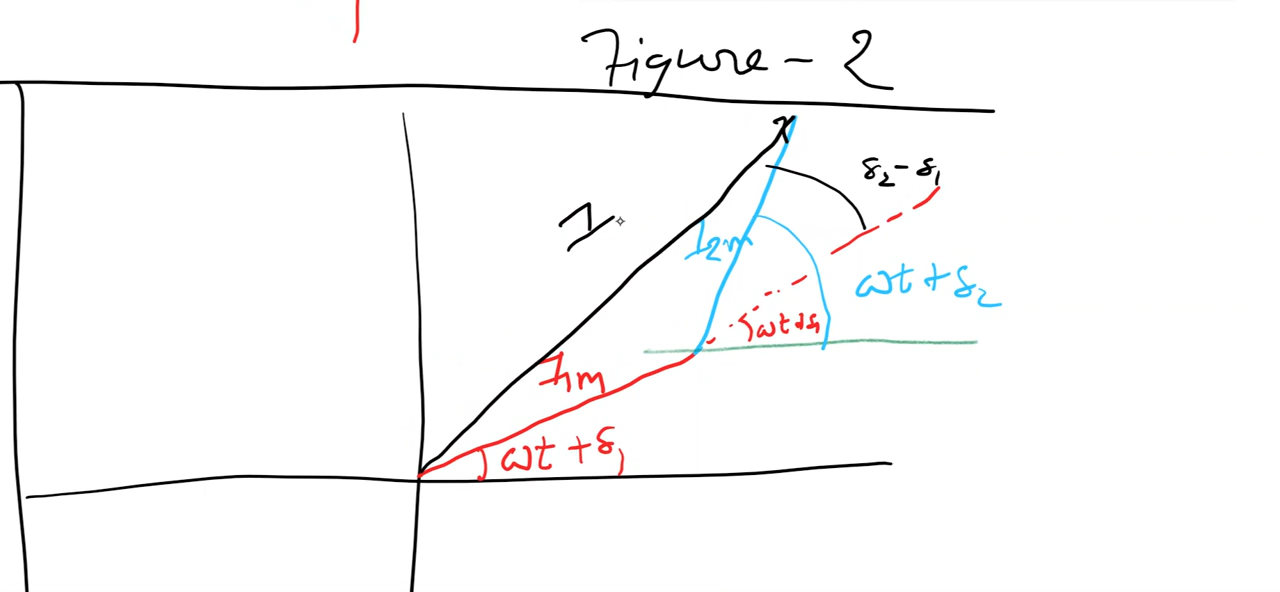 Figure - 2
δ₂ - δ₁
I
I₂m
ωt + δ₂
ωt+δ₁
I₁m
ωt + δ₁